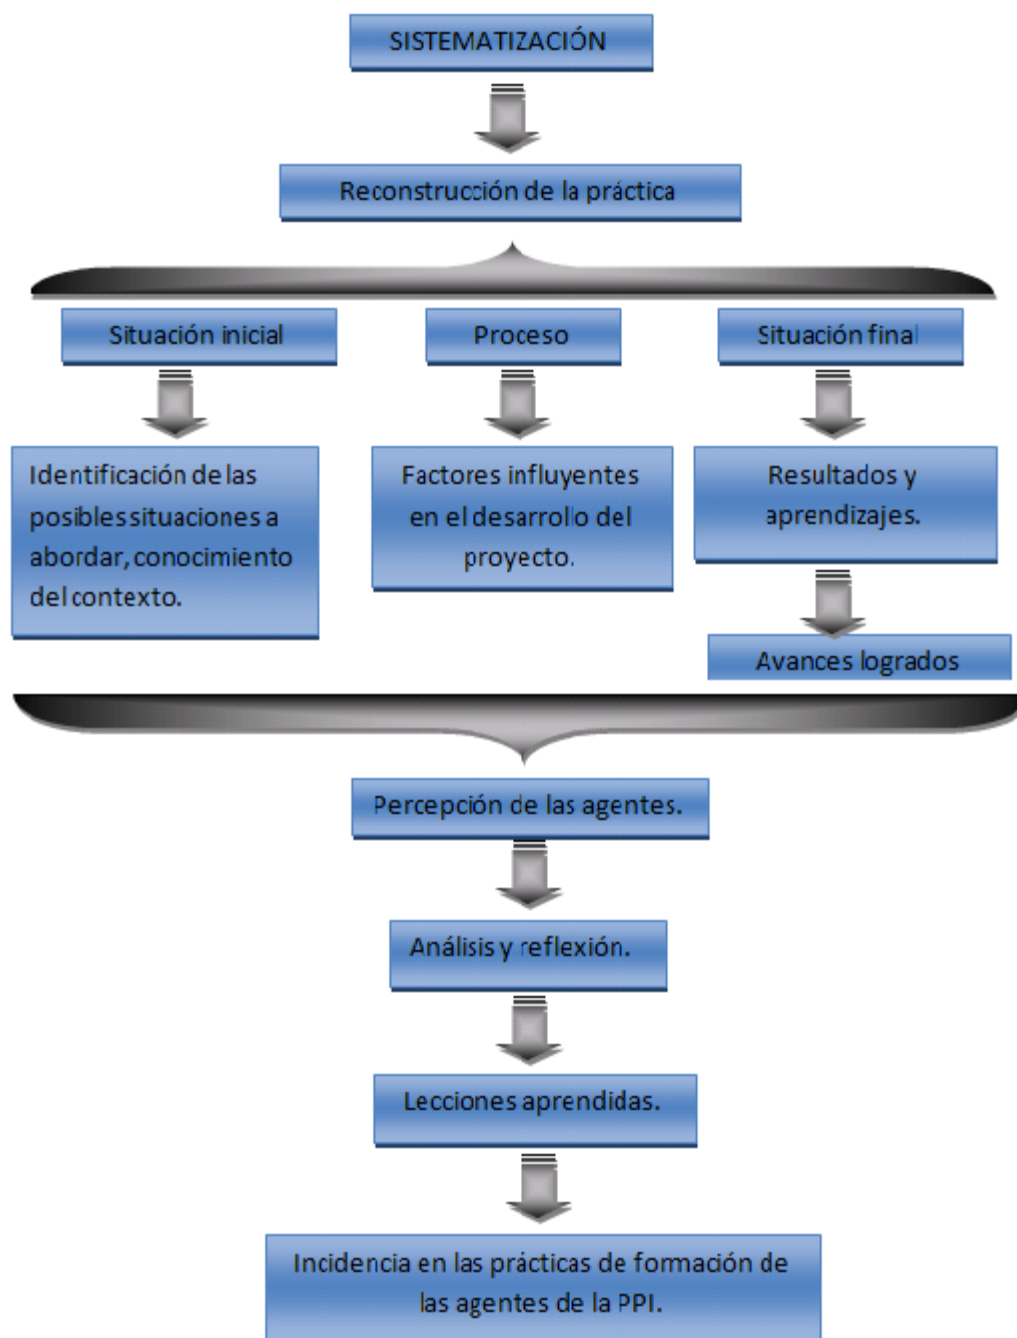 SISTEMATIZACIÓN
Reconstrucción de la práctica
Situación inicial
Proceso
Situación final
Identificación de las
posibles situaciones a
abordar, conocimiento
del contexto.
Factores influyentes
en el desarrollo del
proyecto.
Resultados y
aprendizajes.
Avances logrados
Percepción de las agentes.
Análisis y reflexión.
Lecciones aprendidas.
Incidencia en las prácticas de formación de
las agentes de la PPI.